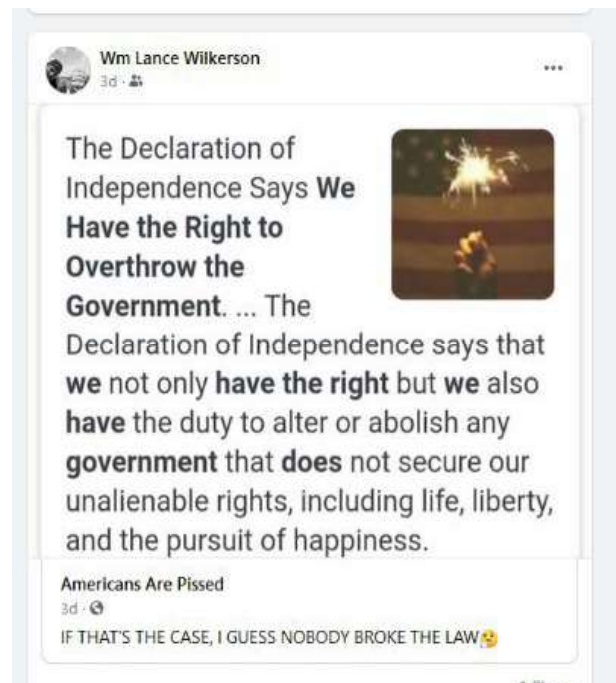 Wm Lance Wilkerson
3d
The Declaration of
Independence Says We
Have the Right to
Overthrow the
Government. ... The
Declaration of Independence says that
we not only have the right but we also
have the duty to alter or abolish any
government that does not secure our
unalienable rights, including life, liberty,
and the pursuit of happiness.
Americans Are Pissed
3d
IF THAT'S THE CASE, I GUESS NOBODY BROKE THE LAW🤔